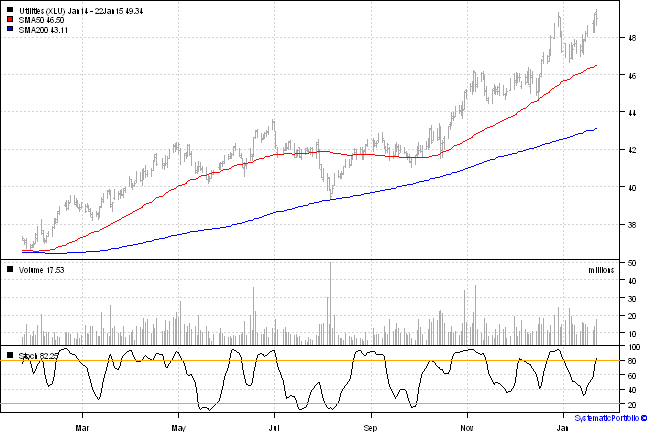 Utilities (XLU) Jan14 - 22Jan15 49.34
SMA50 46.50
SMA200 43.11
48
46
44
42
40
38
Volume 17.53
millions
50
40
30
20
10
Stoch 82.25
100
80
60
40
20
Mar May Jul Sep Nov Jan
SystematicPortfolio ©